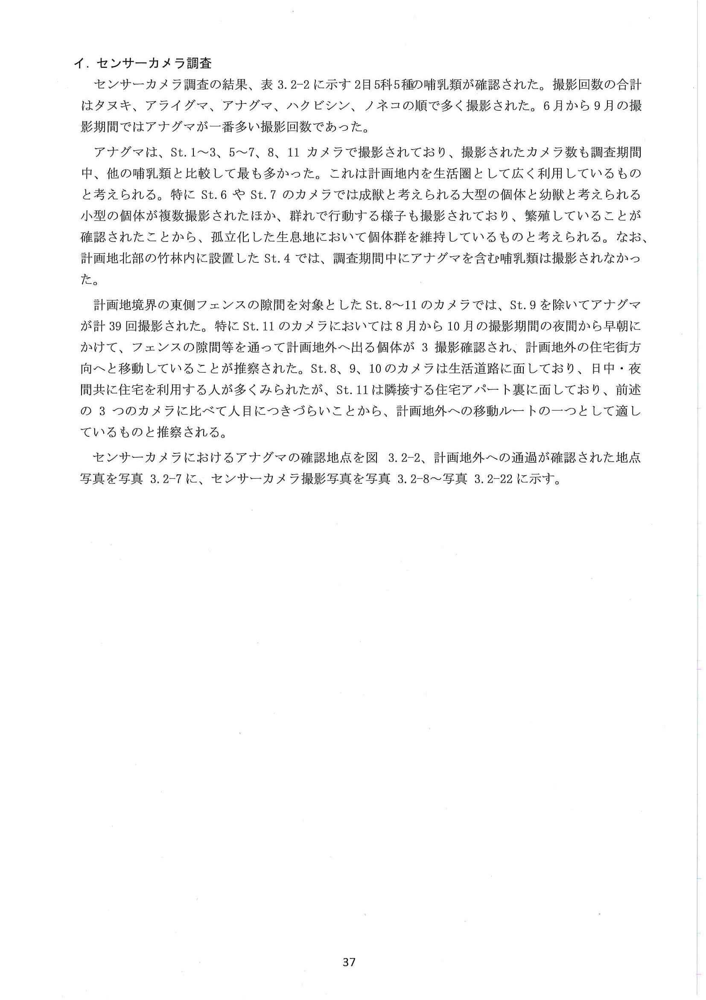 イ. センサーカメラ調査
センサーカメラ調査の結果、表 3.2-2 に示す 2目5科5種の哺乳類が確認された。撮影回数の合計
はタヌキ、アライグマ、アナグマ、ハクビシン、ノネコの順で多く撮影された。6 月から 9 月の撮
影期間ではアナグマが一番多い撮影回数であった。
アナグマは、St.1～3、5～7、8、11 カメラで撮影されており、撮影されたカメラ数も調査期間
中、他の哺乳類と比較して最も多かった。これは計画地内を生活圏として広く利用しているもの
と考えられる。特に St.6 や St.7 のカメラでは成獣と考えられる大型の個体と幼獣と考えられる
小型の個体が複数撮影されたほか、群れで行動する様子も撮影されており、繁殖していることが
確認されたことから、孤立化した生息地において個体群を維持しているものと考えられる。なお、
計画地北部の竹林内に設置した St.4 では、調査期間中にアナグマを含む哺乳類は撮影されなかっ
た。
計画地境界の東側フェンスの隙間を対象とした St.8～11 のカメラでは、St.9 を除いてアナグマ
が計 39 回撮影された。特に St.11 のカメラにおいては 8 月から 10 月の撮影期間の夜間から早朝に
かけて、フェンスの隙間等を通って計画地外へ出る個体が 3 撮影確認され、計画地外の住宅街方
向へと移動していることが推察された。St.8、9、10 のカメラは生活道路に面しており、日中・夜
間共に住宅を利用する人が多くみられたが、St.11 は隣接する住宅アパート裏に面しており、前述
の 3 つのカメラに比べて人目につきづらいことから、計画地外への移動ルートの一つとして適し
ているものと推察される。
センサーカメラにおけるアナグマの確認地点を図 3.2-2、計画地外への通過が確認された地点
写真を写真 3.2-7 に、センサーカメラ撮影写真を写真 3.2-8～写真 3.2-22 に示す。
37